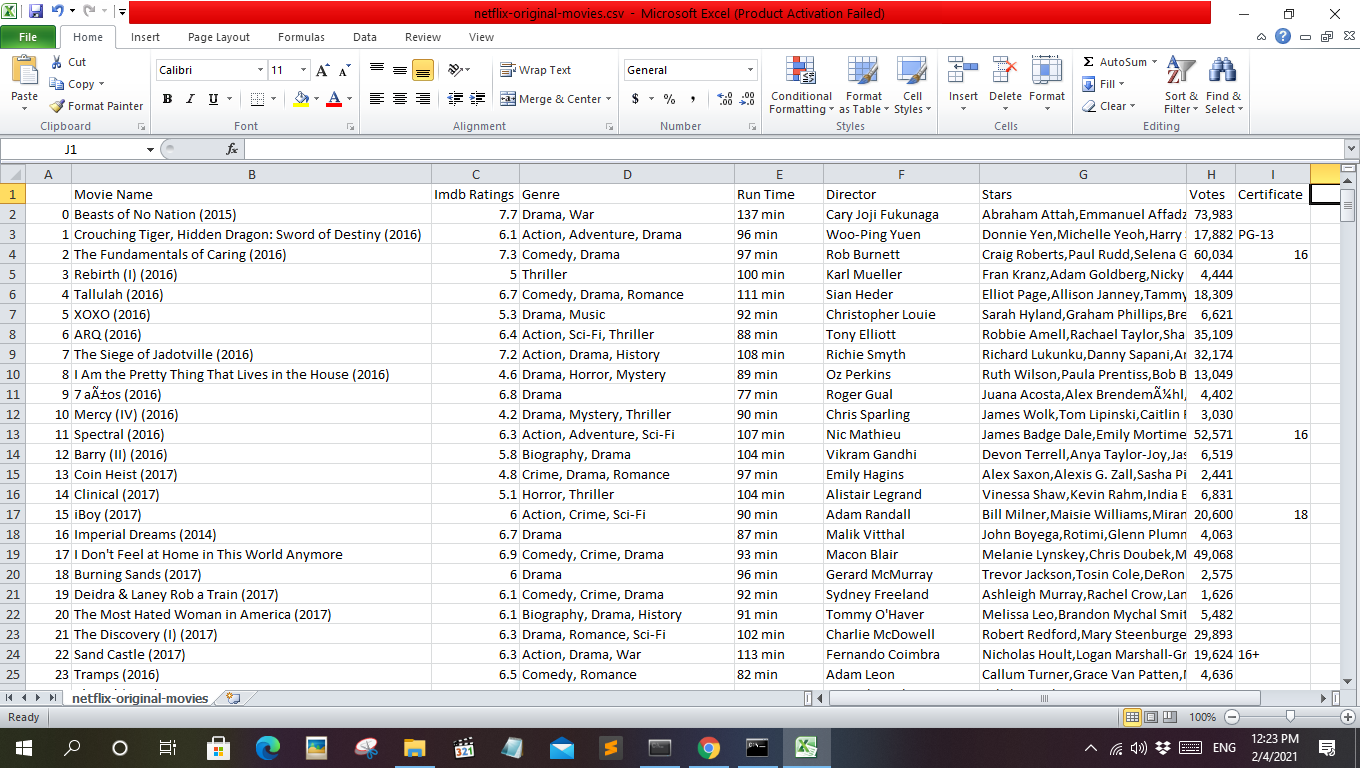 netflix-original-movies.csv - Microsoft Excel (Product Activation Failed)
File Home Insert Page Layout Formulas Data Review View
Paste Cut Copy Format Painter Clipboard
Calibri 11 B I U Font
Wrap Text Merge & Center Alignment
General $ % , Number
Conditional Formatting Format as Table Cell Styles Styles
Insert Delete Format Cells
Σ AutoSum Fill Clear Sort & Filter Find & Select Editing
J1 fx
A B C D E F G H I
1 Movie Name Imdb Ratings Genre Run Time Director Stars Votes Certificate
2 0 Beasts of No Nation (2015) 7.7 Drama, War 137 min Cary Joji Fukunaga Abraham Attah,Emmanuel Affadz 73,983
3 1 Crouching Tiger, Hidden Dragon: Sword of Destiny (2016) 6.1 Action, Adventure, Drama 96 min Woo-Ping Yuen Donnie Yen,Michelle Yeoh,Harry 17,882 PG-13
4 2 The Fundamentals of Caring (2016) 7.3 Comedy, Drama 97 min Rob Burnett Craig Roberts,Paul Rudd,Selena G 60,034 16
5 3 Rebirth (I) (2016) 5 Thriller 100 min Karl Mueller Fran Kranz,Adam Goldberg,Nicky 4,444
6 4 Tallulah (2016) 6.7 Comedy, Drama, Romance 111 min Sian Heder Elliot Page,Allison Janney,Tammy 18,309
7 5 XOXO (2016) 5.3 Drama, Music 92 min Christopher Louie Sarah Hyland,Graham Phillips,Bre 6,621
8 6 ARQ (2016) 6.4 Action, Sci-Fi, Thriller 88 min Tony Elliott Robbie Amell,Rachael Taylor,Sha 35,109
9 7 The Siege of Jadotville (2016) 7.2 Action, Drama, History 108 min Richie Smyth Richard Lukunku,Danny Sapani,Ar 32,174
10 8 I Am the Pretty Thing That Lives in the House (2016) 4.6 Drama, Horror, Mystery 89 min Oz Perkins Ruth Wilson,Paula Prentiss,Bob B 13,049
11 9 7 aÃ±os (2016) 6.8 Drama 77 min Roger Gual Juana Acosta,Alex BrendemÃ¼hl, 4,402
12 10 Mercy (IV) (2016) 4.2 Drama, Mystery, Thriller 90 min Chris Sparling James Wolk,Tom Lipinski,Caitlin F 3,030
13 11 Spectral (2016) 6.3 Action, Adventure, Sci-Fi 107 min Nic Mathieu James Badge Dale,Emily Mortime 52,571 16
14 12 Barry (II) (2016) 5.8 Biography, Drama 104 min Vikram Gandhi Devon Terrell,Anya Taylor-Joy,Jas 6,519
15 13 Coin Heist (2017) 4.8 Crime, Drama, Romance 97 min Emily Hagins Alex Saxon,Alexis G. Zall,Sasha Pi 2,441
16 14 Clinical (2017) 5.1 Horror, Thriller 104 min Alistair Legrand Vinessa Shaw,Kevin Rahm,India E 6,831
17 15 iBoy (2017) 6 Action, Crime, Sci-Fi 90 min Adam Randall Bill Milner,Maisie Williams,Miran 20,600 18
18 16 Imperial Dreams (2014) 6.7 Drama 87 min Malik Vitthal John Boyega,Rotimi,Glenn Plumn 4,063
19 17 I Don't Feel at Home in This World Anymore 6.9 Comedy, Crime, Drama 93 min Macon Blair Melanie Lynskey,Chris Doubek,M 49,068
20 18 Burning Sands (2017) 6 Drama 96 min Gerard McMurray Trevor Jackson,Tosin Cole,DeRon 2,575
21 19 Deidra & Laney Rob a Train (2017) 6.1 Comedy, Crime, Drama 92 min Sydney Freeland Ashleigh Murray,Rachel Crow,Lan 1,626
22 20 The Most Hated Woman in America (2017) 6.1 Biography, Drama, History 91 min Tommy O'Haver Melissa Leo,Brandon Mychal Smit 5,482
23 21 The Discovery (I) (2017) 6.3 Drama, Romance, Sci-Fi 102 min Charlie McDowell Robert Redford,Mary Steenburge 29,893
24 22 Sand Castle (2017) 6.3 Action, Drama, War 113 min Fernando Coimbra Nicholas Hoult,Logan Marshall-Gr 19,624 16+
25 23 Tramps (2016) 6.5 Comedy, Romance 82 min Adam Leon Callum Turner,Grace Van Patten,M 4,636
netflix-original-movies
Ready 100%
321 ENG 12:23 PM
2/4/2021